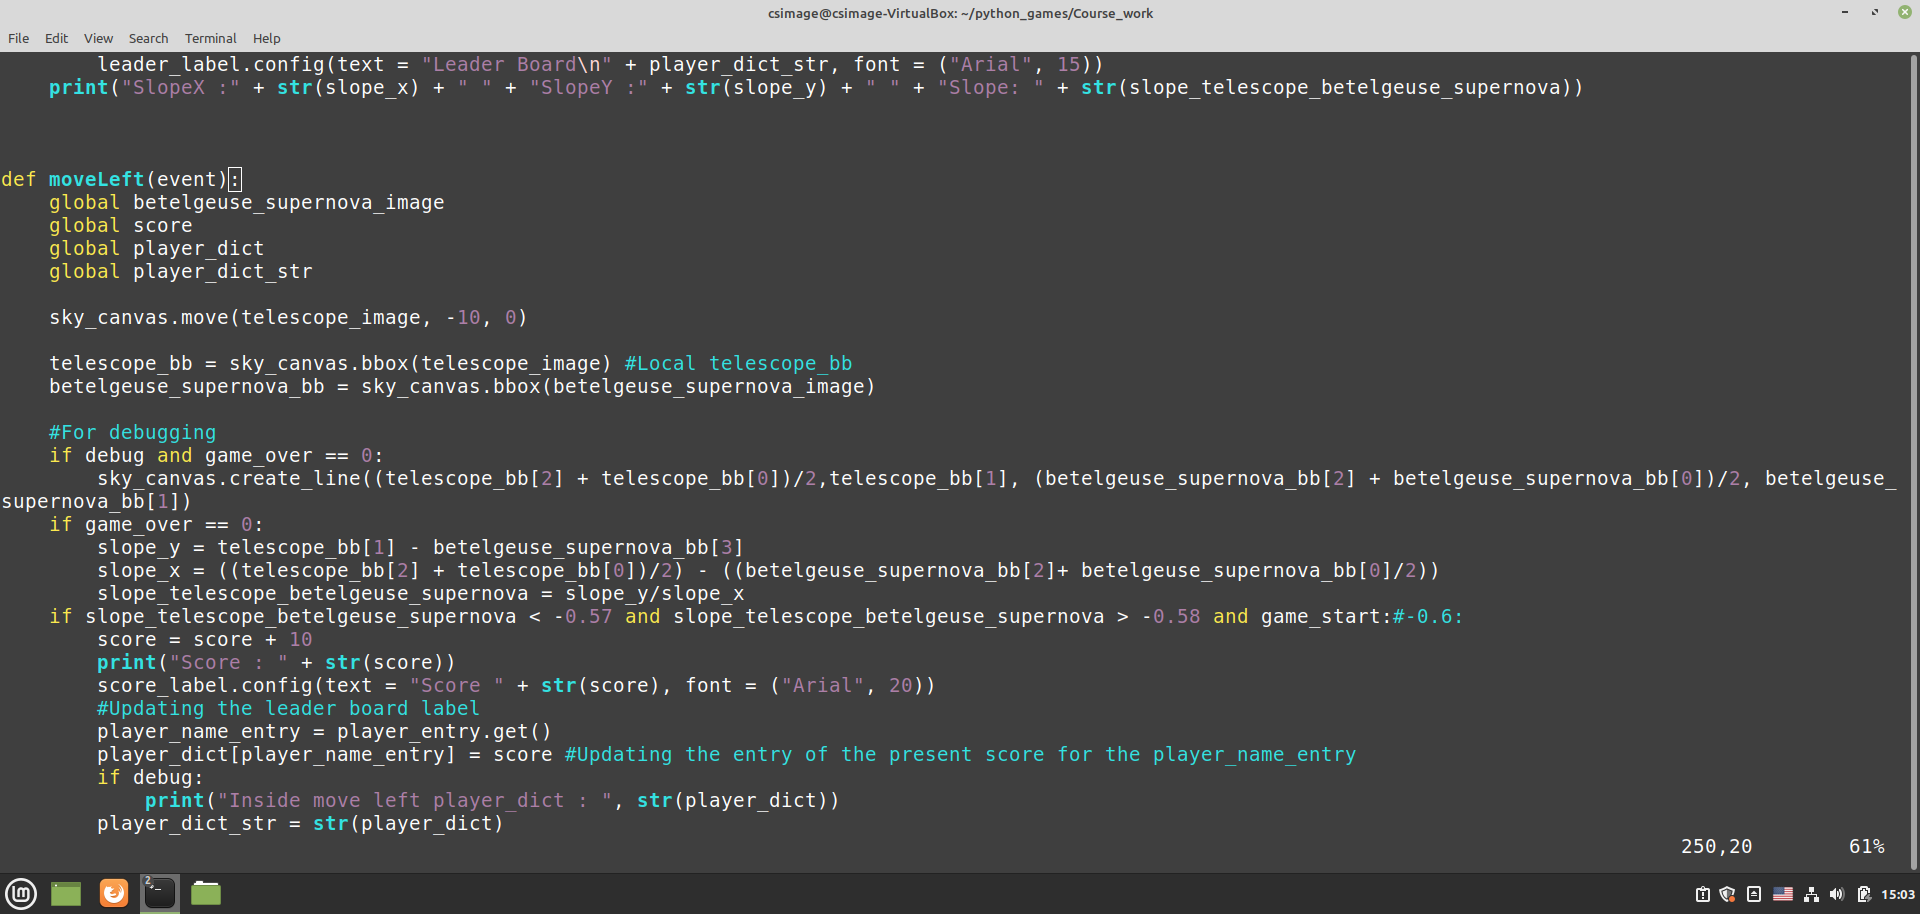 csimage@csimage-VirtualBox: ~/python_games/Course_work
File Edit View Search Terminal Help
        leader_label.config(text = "Leader Board\n" + player_dict_str, font = ("Arial", 15))
    print("SlopeX :" + str(slope_x) + " " + "SlopeY :" + str(slope_y) + " " + "Slope: " + str(slope_telescope_betelgeuse_supernova))
def moveLeft(event):
    global betelgeuse_supernova_image
    global score
    global player_dict
    global player_dict_str
    sky_canvas.move(telescope_image, -10, 0)
    telescope_bb = sky_canvas.bbox(telescope_image) #Local telescope_bb
    betelgeuse_supernova_bb = sky_canvas.bbox(betelgeuse_supernova_image)
    #For debugging
    if debug and game_over == 0:
        sky_canvas.create_line((telescope_bb[2] + telescope_bb[0])/2,telescope_bb[1], (betelgeuse_supernova_bb[2] + betelgeuse_supernova_bb[0])/2, betelgeuse_
supernova_bb[1])
    if game_over == 0:
        slope_y = telescope_bb[1] - betelgeuse_supernova_bb[3]
        slope_x = ((telescope_bb[2] + telescope_bb[0])/2) - ((betelgeuse_supernova_bb[2]+ betelgeuse_supernova_bb[0]/2))
        slope_telescope_betelgeuse_supernova = slope_y/slope_x
    if slope_telescope_betelgeuse_supernova < -0.57 and slope_telescope_betelgeuse_supernova > -0.58 and game_start:#-0.6:
        score = score + 10
        print("Score : " + str(score))
        score_label.config(text = "Score " + str(score), font = ("Arial", 20))
        #Updating the leader board label
        player_name_entry = player_entry.get()
        player_dict[player_name_entry] = score #Updating the entry of the present score for the player_name_entry
        if debug:
            print("Inside move left player_dict : ", str(player_dict))
        player_dict_str = str(player_dict)
250,20 61%
2
15:03